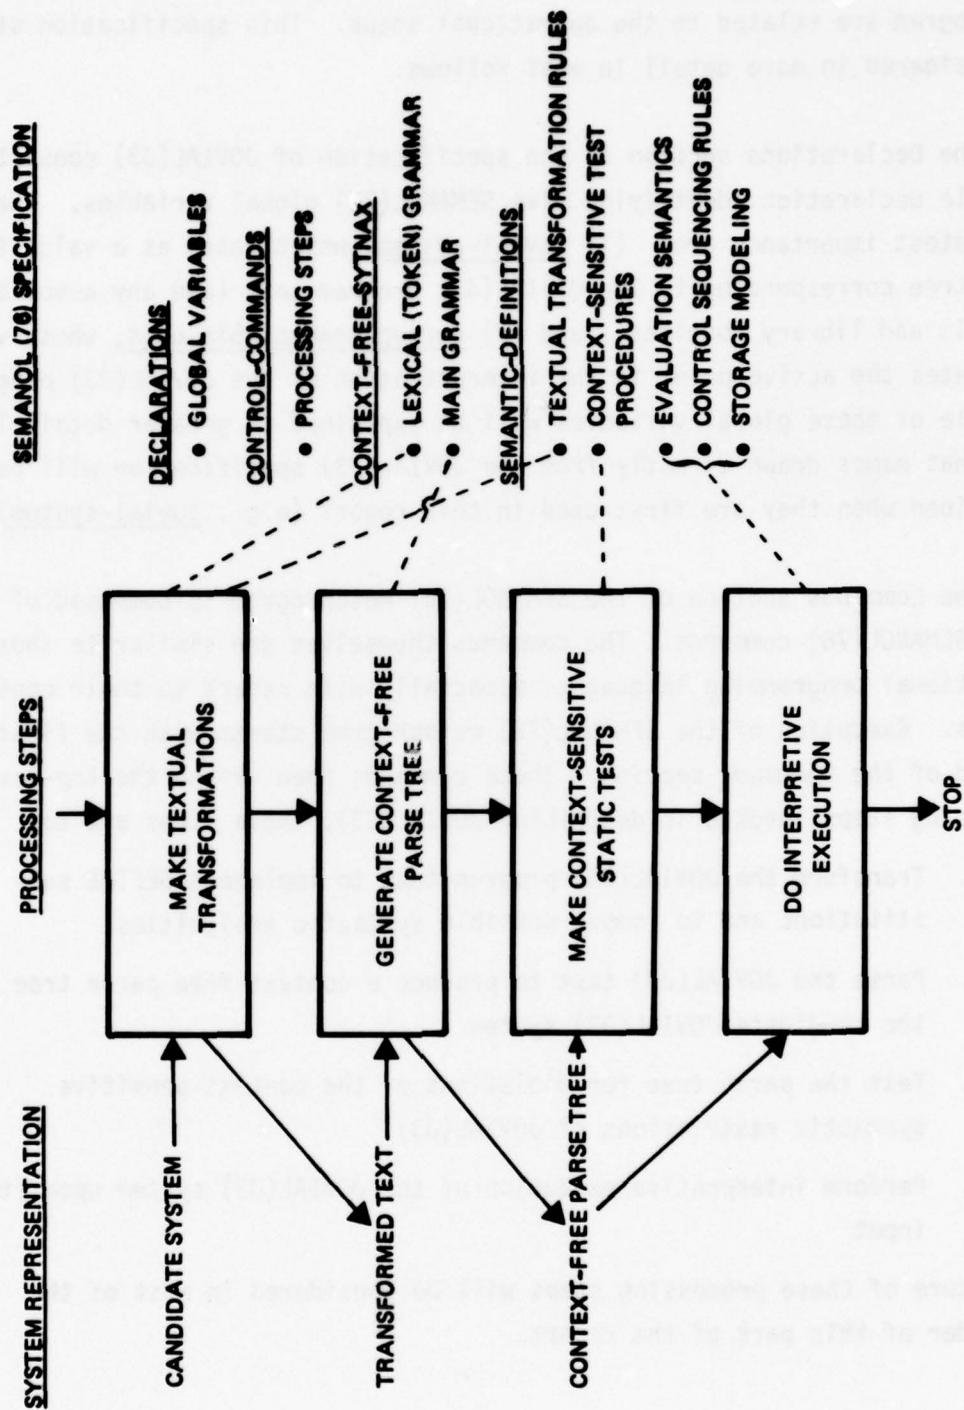 SYSTEM REPRESENTATION
CANDIDATE SYSTEM
TRANSFORMED TEXT
CONTEXT-FREE PARSE TREE
PROCESSING STEPS
MAKE TEXTUAL
TRANSFORMATIONS
GENERATE CONTEXT-FREE
PARSE TREE
MAKE CONTEXT-SENSITIVE
STATIC TESTS
DO INTERPRETIVE
EXECUTION
STOP
SEMANOL (76) SPECIFICATION
DECLARATIONS
● GLOBAL VARIABLES
CONTROL-COMMANDS
● PROCESSING STEPS
CONTEXT-FREE-SYTNAX
● LEXICAL (TOKEN) GRAMMAR
● MAIN GRAMMAR
SEMANTIC-DEFINITIONS
● TEXTUAL TRANSFORMATION RULES
● CONTEXT-SENSITIVE TEST
PROCEDURES
● EVALUATION SEMANTICS
● CONTROL SEQUENCING RULES
● STORAGE MODELING